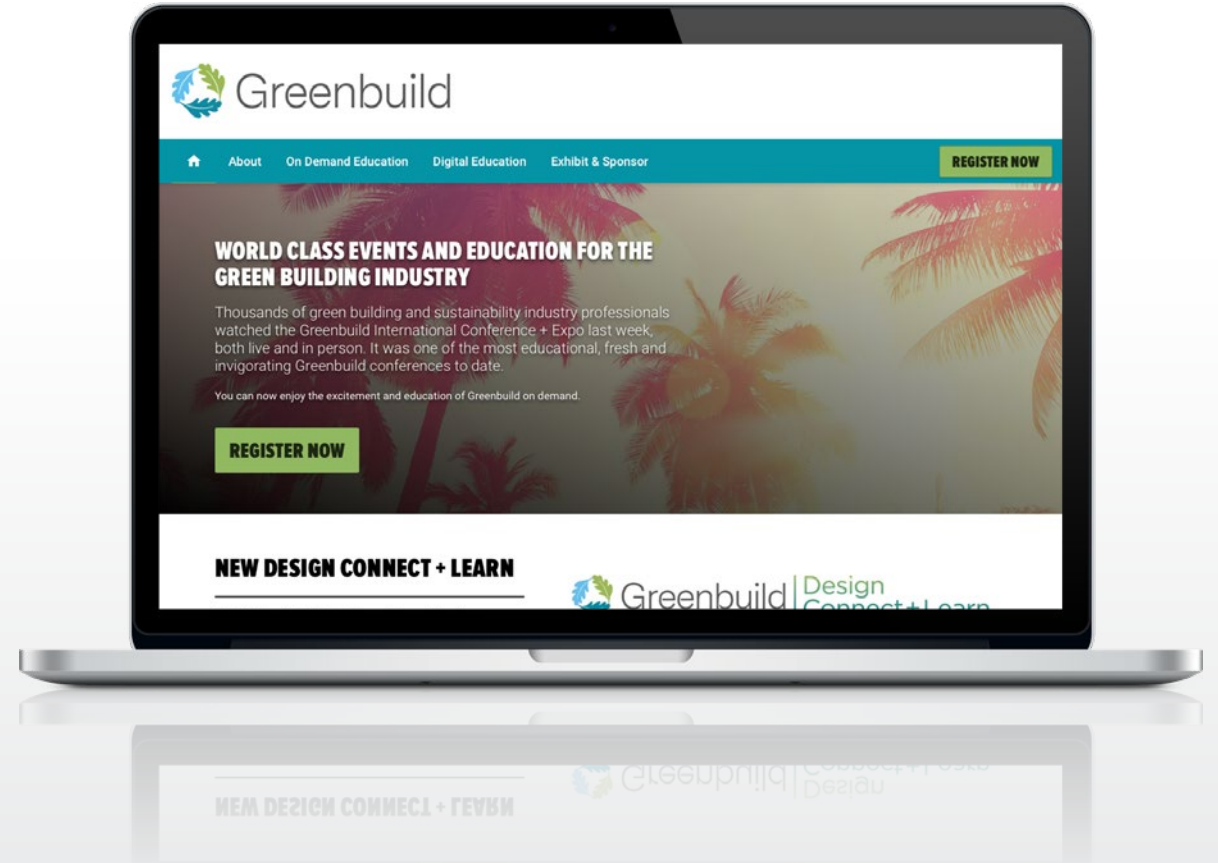 Greenbuild
About On Demand Education Digital Education Exhibit & Sponsor REGISTER NOW
WORLD CLASS EVENTS AND EDUCATION FOR THE
GREEN BUILDING INDUSTRY
Thousands of green building and sustainability industry professionals
watched the Greenbuild International Conference + Expo last week,
both live and in person. It was one of the most educational, fresh and
invigorating Greenbuild conferences to date.
You can now enjoy the excitement and education of Greenbuild on demand.
REGISTER NOW
NEW DESIGN CONNECT + LEARN
Greenbuild Design
Connect+Learn